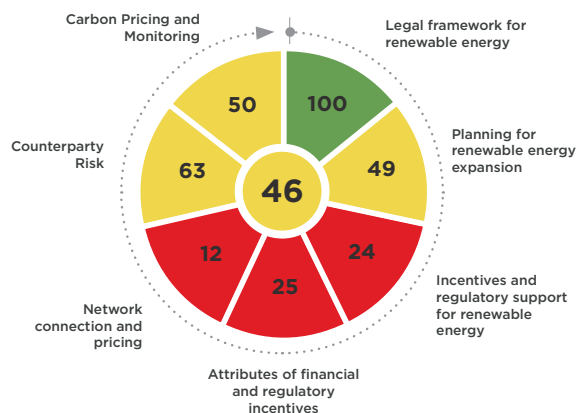 Legal framework for
renewable energy
100
Planning for
renewable energy
expansion
49
Incentives and
regulatory support
for renewable
energy
24
Attributes of financial
and regulatory
incentives
25
Network
connection and
pricing
12
Counterparty
Risk
63
Carbon Pricing and
Monitoring
50
46